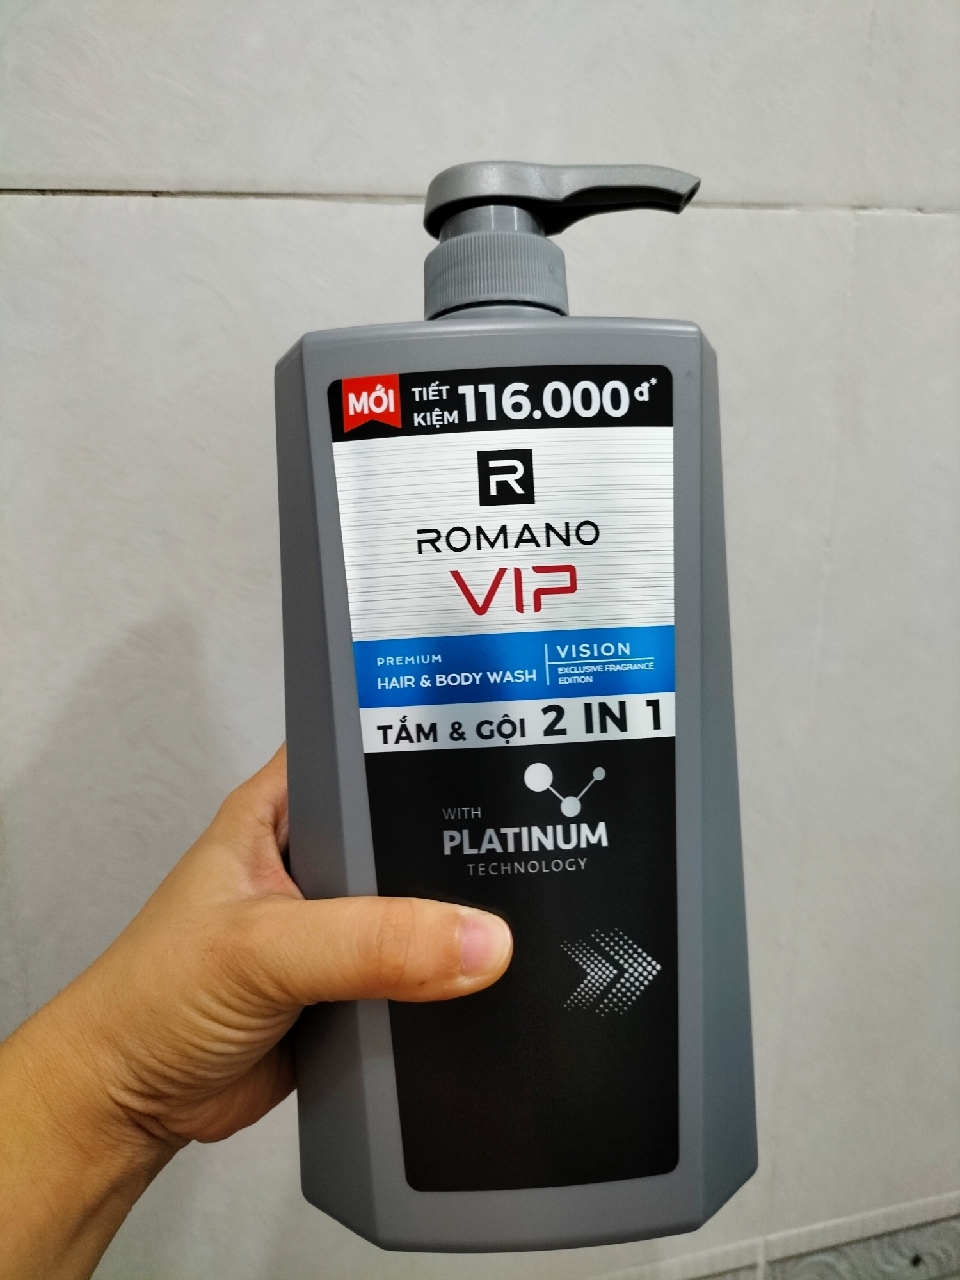 MỚI
TIẾT KIỆM 116.000đ*
R
ROMANO
VIP
PREMIUM
HAIR & BODY WASH
VISION
EXCLUSIVE FRAGRANCE
EDITION
TẮM & GỘI 2 IN 1
WITH
PLATINUM
TECHNOLOGY